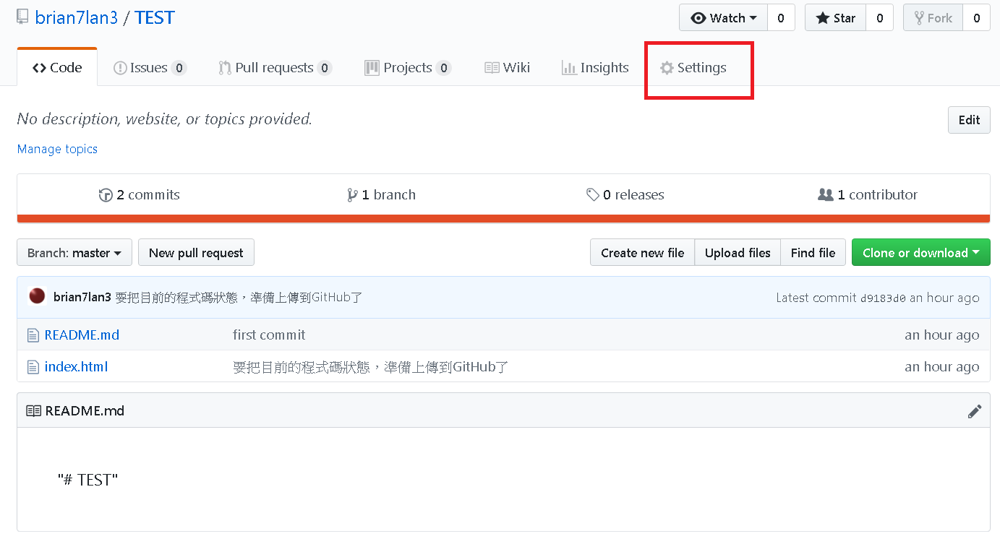 brian7lan3 / TEST
Watch 0 Star 0 Fork 0
Code Issues 0 Pull requests 0 Projects 0 Wiki Insights Settings
No description, website, or topics provided.
Edit
Manage topics
2 commits 1 branch 0 releases 1 contributor
Branch: master New pull request Create new file Upload files Find file Clone or download
brian7lan3 要把目前的程式碼狀態，準備上傳到GitHub了 Latest commit d9183d0 an hour ago
README.md first commit an hour ago
index.html 要把目前的程式碼狀態，準備上傳到GitHub了 an hour ago
README.md
"# TEST"